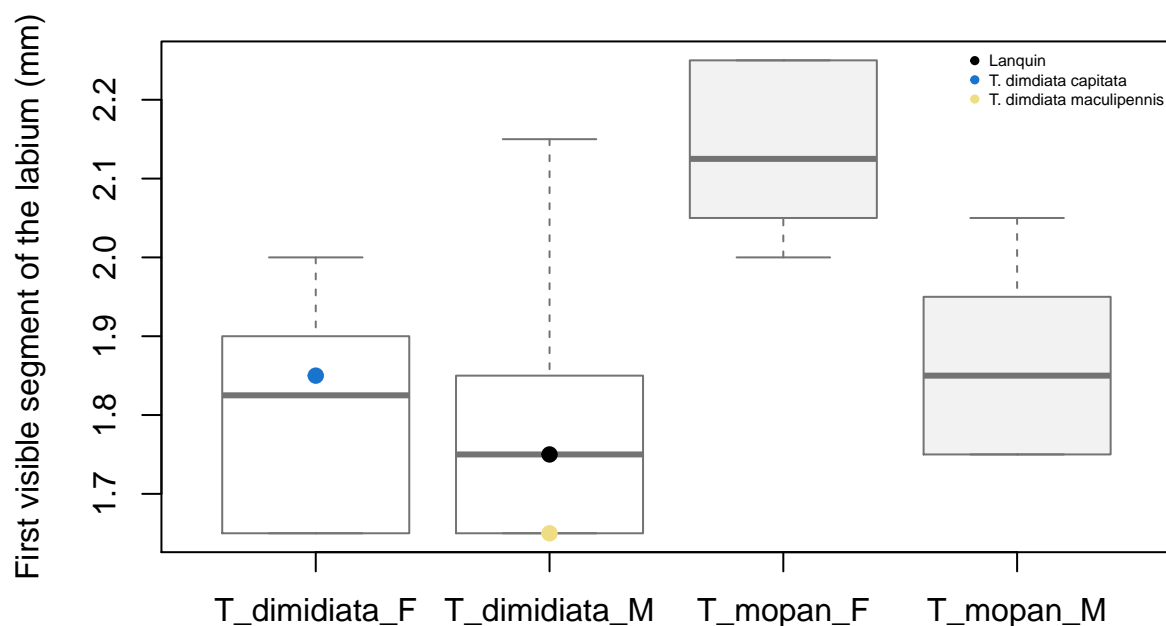 First visible segment of the labium (mm)
2.2
2.1
2.0
1.9
1.8
1.7
Lanquin
T. dimdiata capitata
T. dimdiata maculipennis
T_dimidiata_F
T_dimidiata_M
T_mopan_F
T_mopan_M